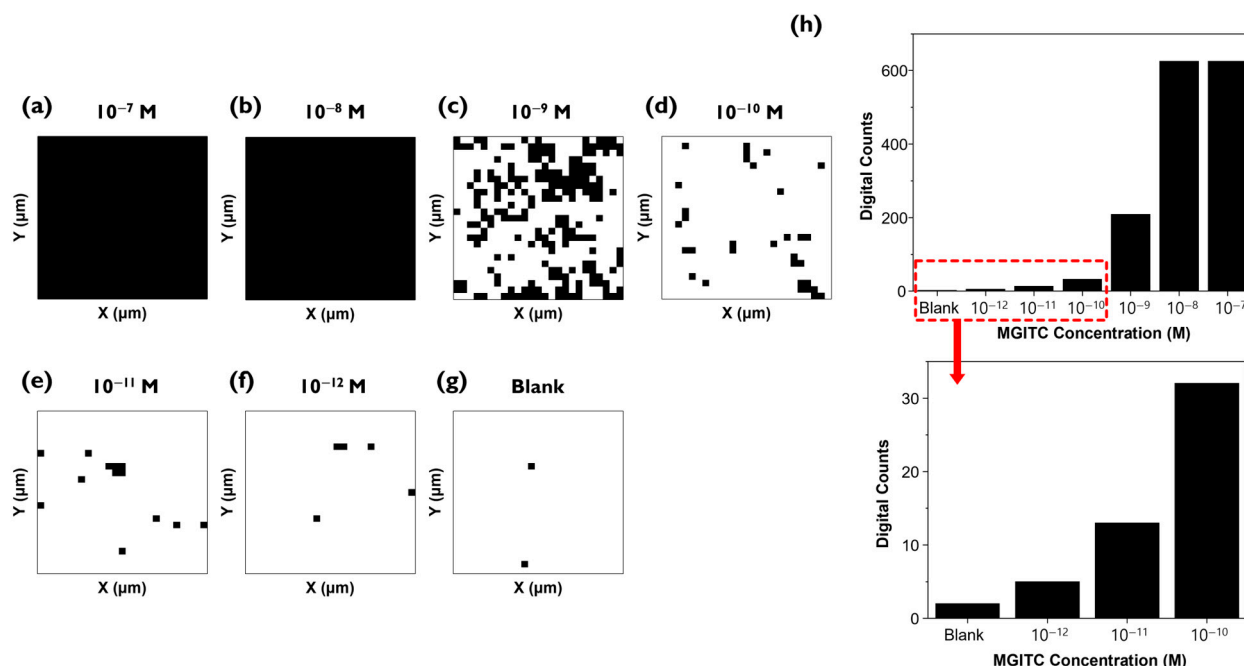 (a) 10⁻⁷ M
Y (µm)
X (µm)
(b) 10⁻⁸ M
Y (µm)
X (µm)
(c) 10⁻⁹ M
Y (µm)
X (µm)
(d) 10⁻¹⁰ M
Y (µm)
X (µm)
(e) 10⁻¹¹ M
Y (µm)
X (µm)
(f) 10⁻¹² M
Y (µm)
X (µm)
(g) Blank
Y (µm)
X (µm)
(h)
Digital Counts
600
400
200
0
Blank 10⁻¹² 10⁻¹¹ 10⁻¹⁰ 10⁻⁹ 10⁻⁸ 10⁻⁷
MGITC Concentration (M)
Digital Counts
30
20
10
0
Blank 10⁻¹² 10⁻¹¹ 10⁻¹⁰
MGITC Concentration (M)